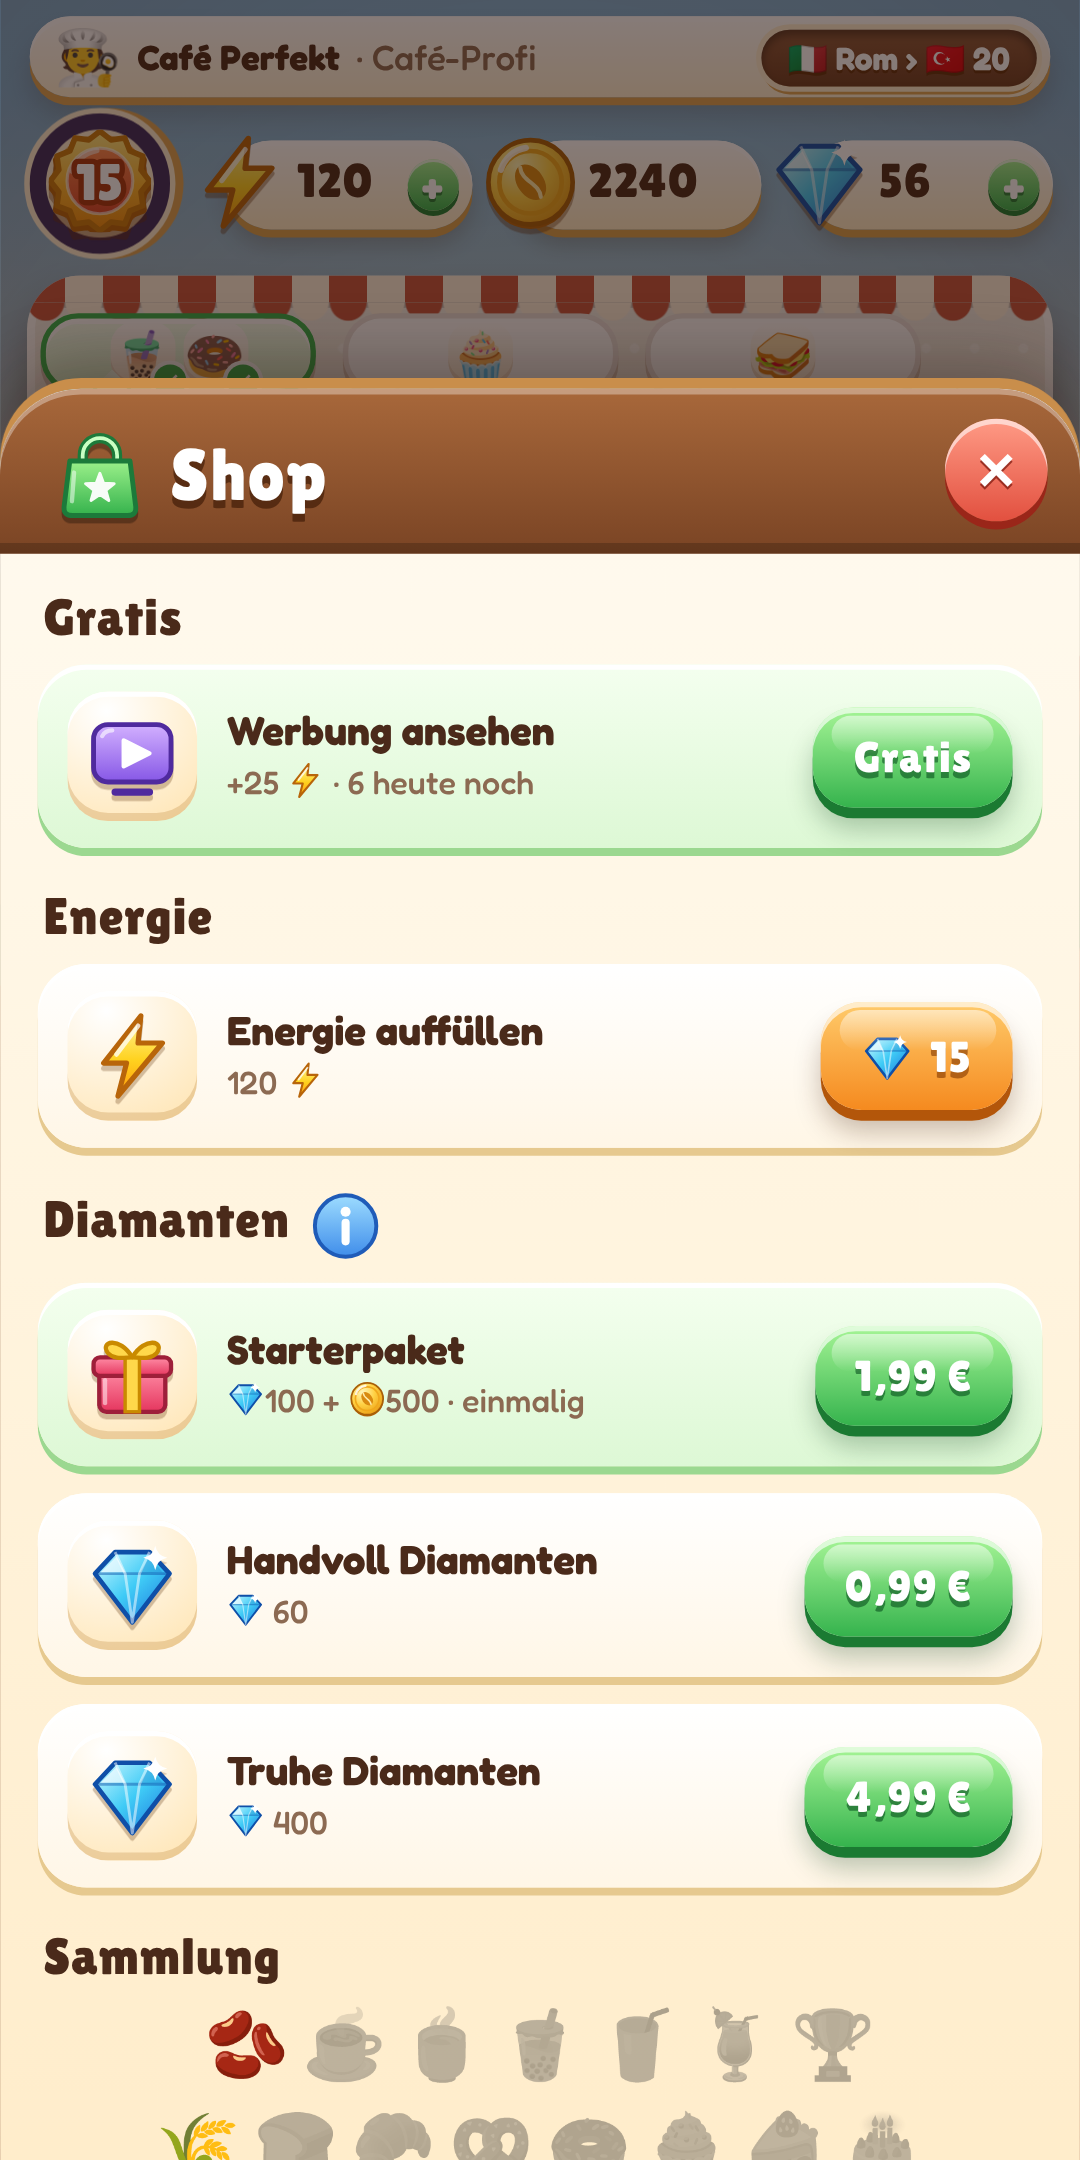 Café Perfekt · Café-Profi
Rom › 20
15
120
2240
56
Shop
Gratis
Werbung ansehen
+25 · 6 heute noch
Gratis
Energie
Energie auffüllen
120
15
Diamanten
Starterpaket
100 + 500 · einmalig
1,99 €
Handvoll Diamanten
60
0,99 €
Truhe Diamanten
400
4,99 €
Sammlung